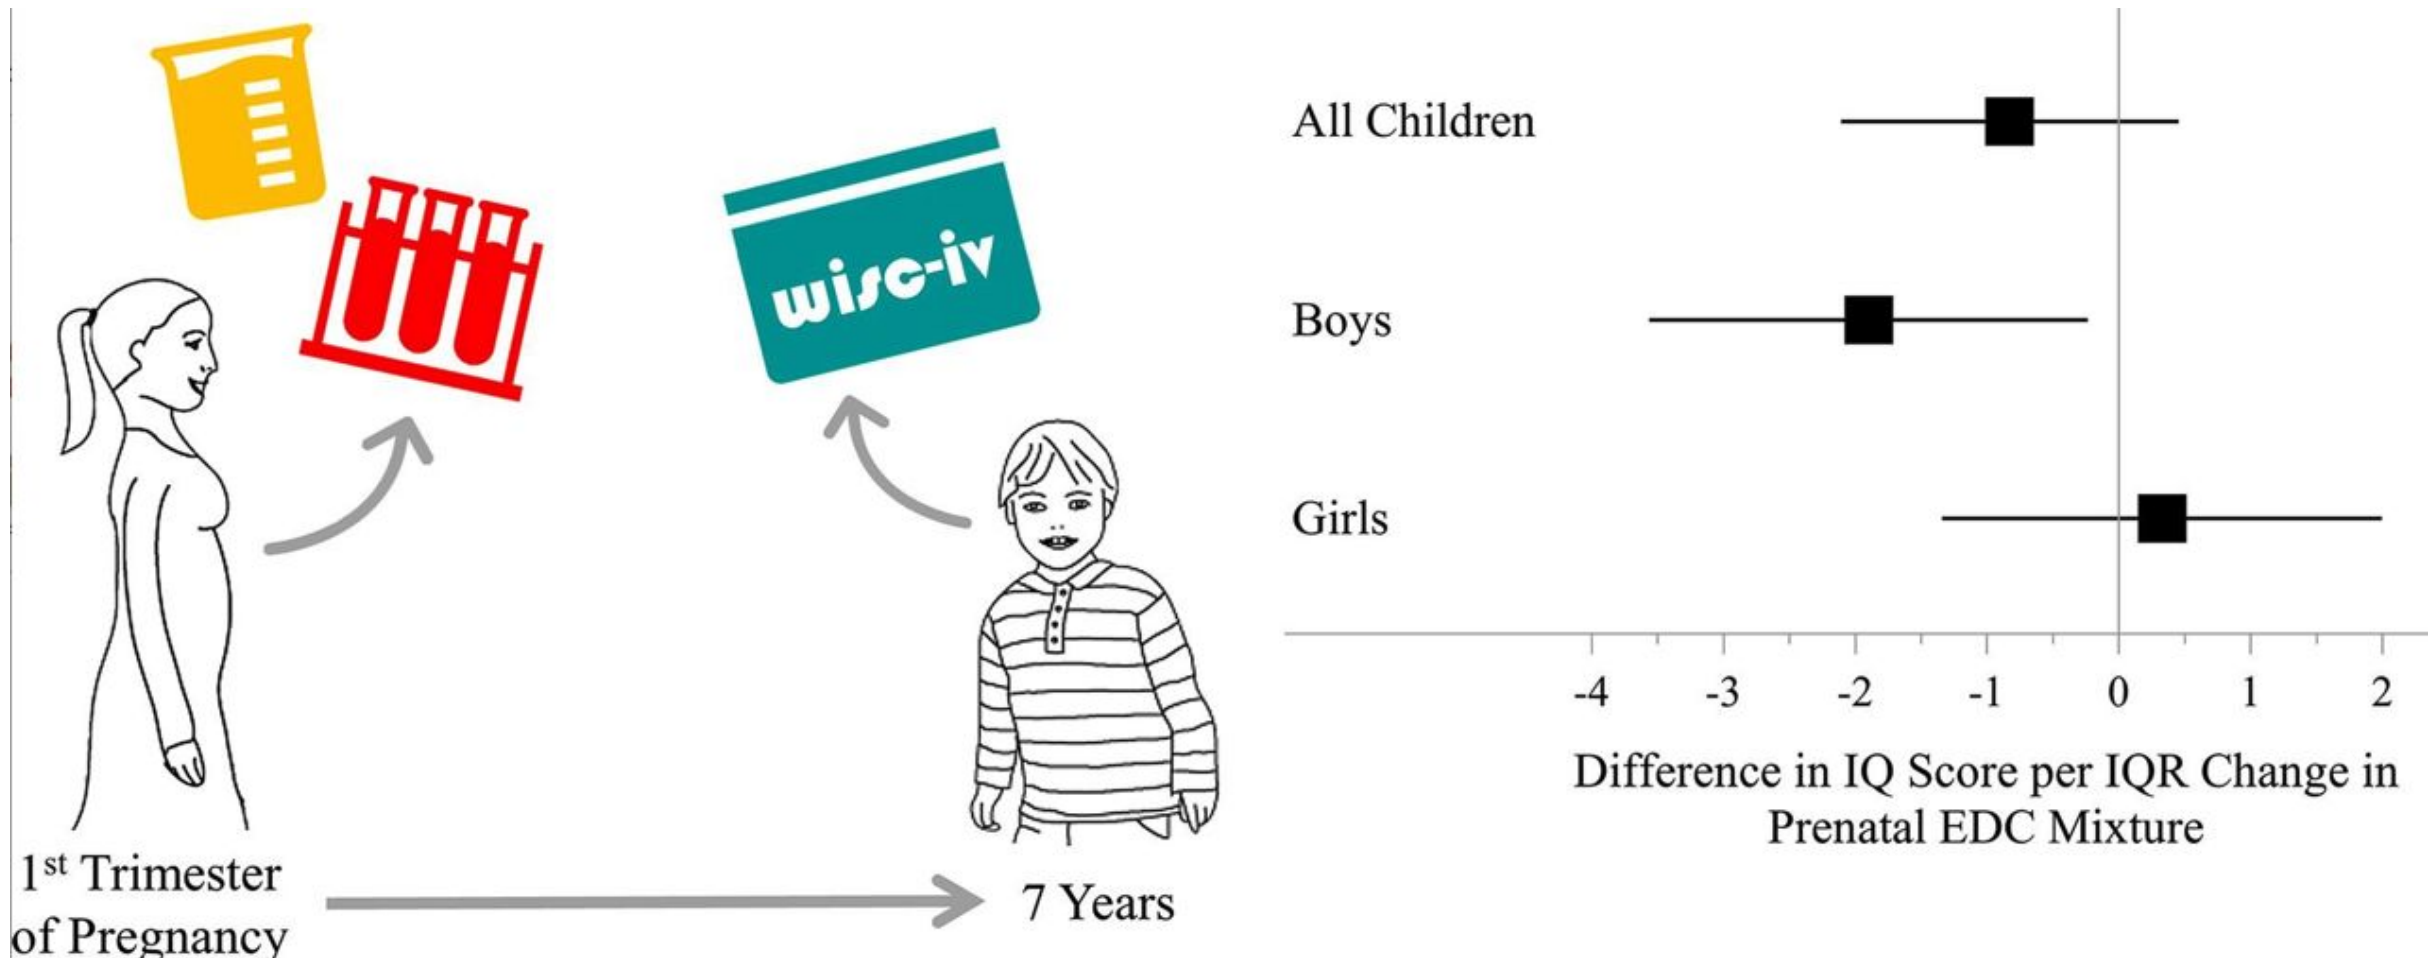 wisc-iv
1st Trimester
of Pregnancy
7 Years
All Children
Boys
Girls
-4 -3 -2 -1 0 1 2
Difference in IQ Score per IQR Change in
Prenatal EDC Mixture